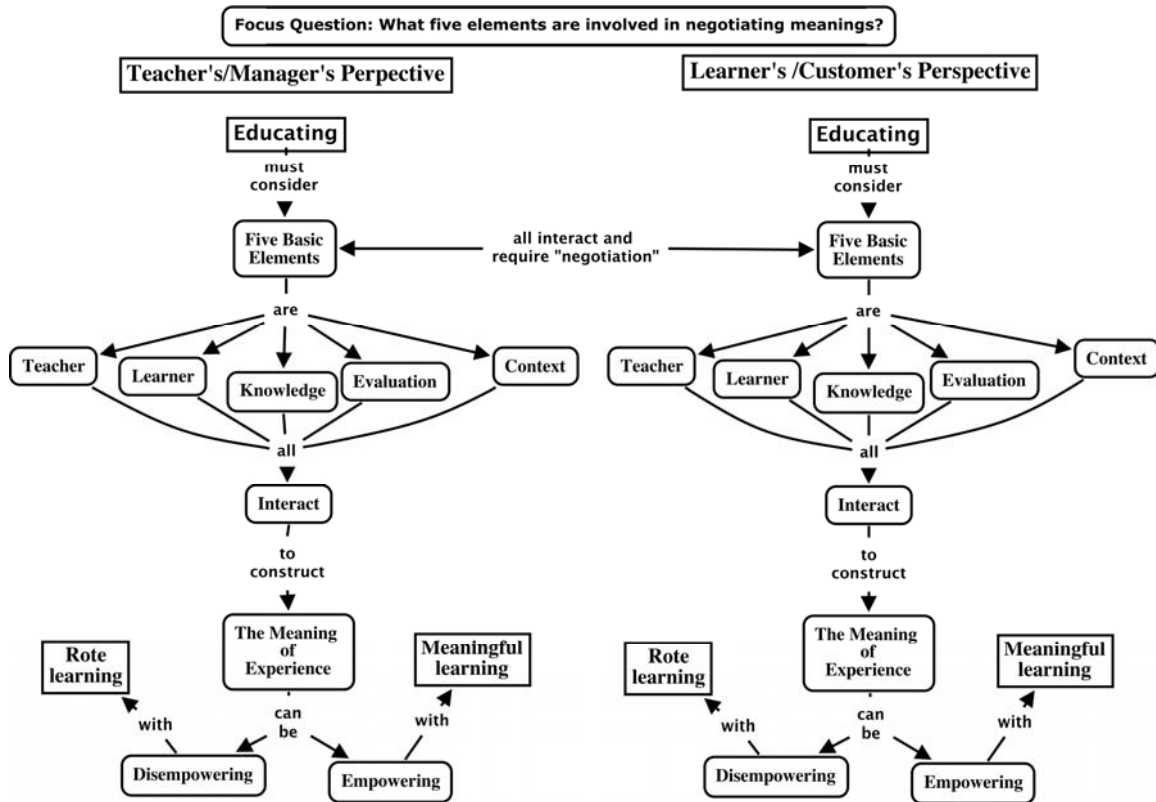 Focus Question: What five elements are involved in negotiating meanings?
Teacher's/Manager's Perpective
Learner's /Customer's Perspective
Educating
must
consider
Five Basic
Elements
are
Teacher
Learner
Knowledge
Evaluation
Context
all
Interact
to
construct
The Meaning
of
Experience
Rote
learning
Meaningful
learning
with
can
be
with
Disempowering
Empowering
all interact and
require "negotiation"
Educating
must
consider
Five Basic
Elements
are
Teacher
Learner
Knowledge
Evaluation
Context
all
Interact
to
construct
The Meaning
of
Experience
Rote
learning
Meaningful
learning
with
can
be
with
Disempowering
Empowering